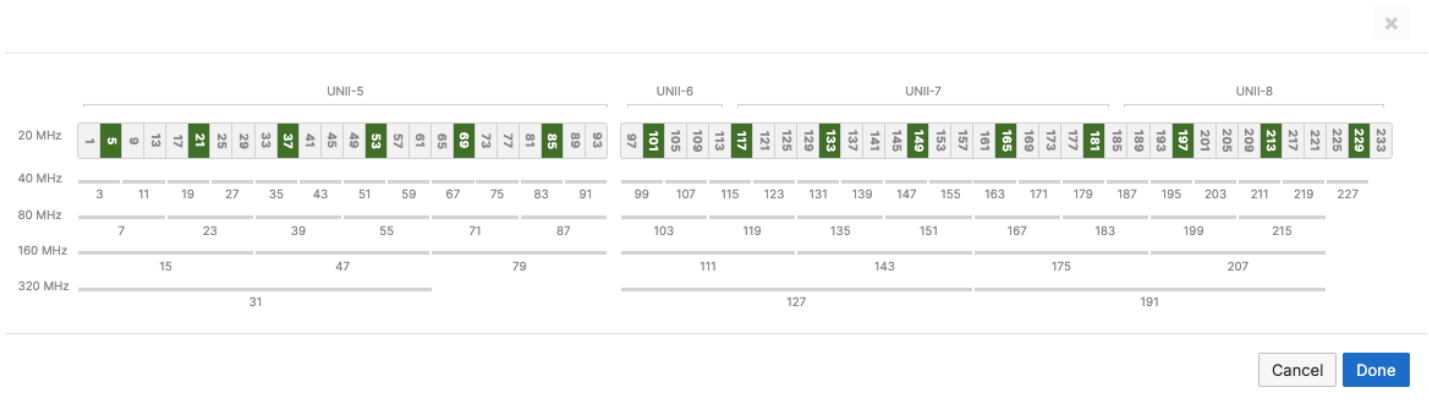 ×
UNII-5 UNII-6 UNII-7 UNII-8
20 MHz 1 5 9 13 17 21 25 29 33 37 41 45 49 53 57 61 65 69 73 77 81 85 89 93 97 101 105 109 113 117 121 125 129 133 137 141 145 149 153 157 161 165 169 173 177 181 185 189 193 197 201 205 209 213 217 221 225 229 233
40 MHz
3 11 19 27 35 43 51 59 67 75 83 91 99 107 115 123 131 139 147 155 163 171 179 187 195 203 211 219 227
80 MHz
7 23 39 55 71 87 103 119 135 151 167 183 199 215
160 MHz
15 47 79 111 143 175 207
320 MHz
31 127 191
Cancel Done